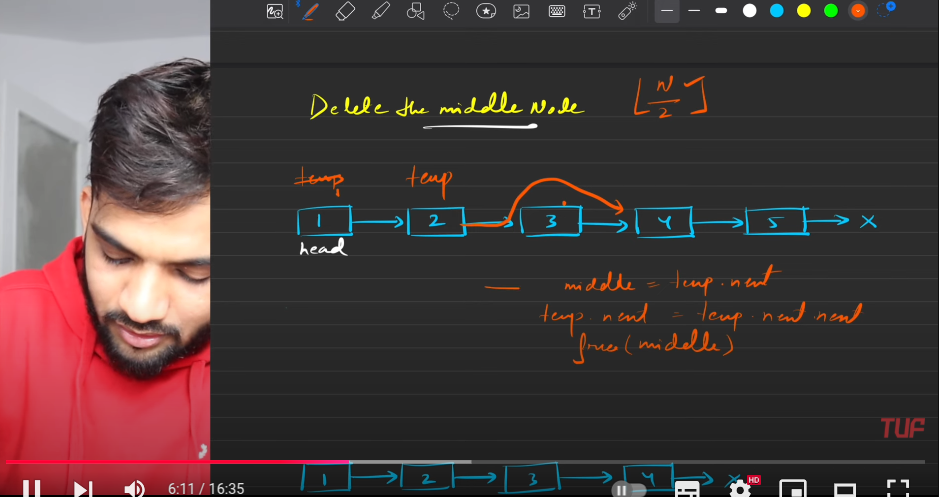 Delete the middle Node [N/2]
temp temp
1 2 3 4 5 X
head
middle = temp.next
temp.next = temp.next.next
free(middle)
TUF
1 2 3 4 X
6:11 / 16:35
HD